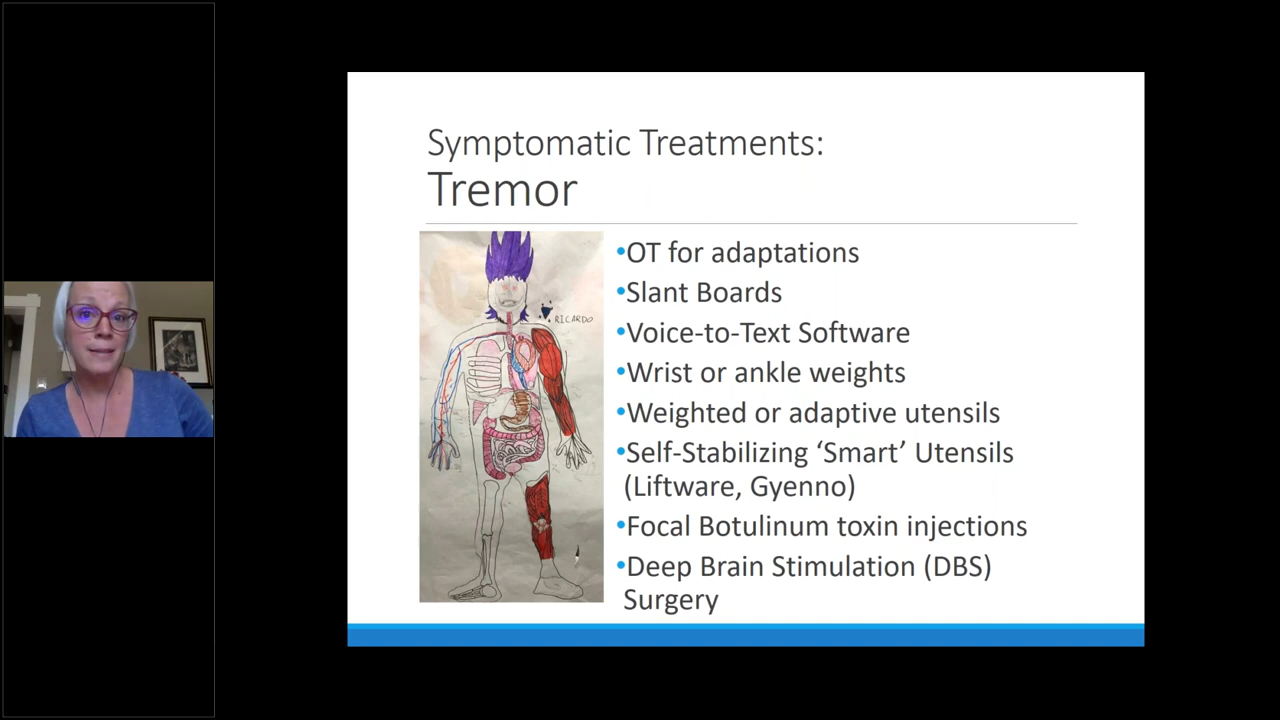 Symptomatic Treatments:
Tremor
RICARDO
•OT for adaptations
•Slant Boards
•Voice-to-Text Software
•Wrist or ankle weights
•Weighted or adaptive utensils
•Self-Stabilizing ‘Smart’ Utensils
(Liftware, Gyenno)
•Focal Botulinum toxin injections
•Deep Brain Stimulation (DBS)
Surgery